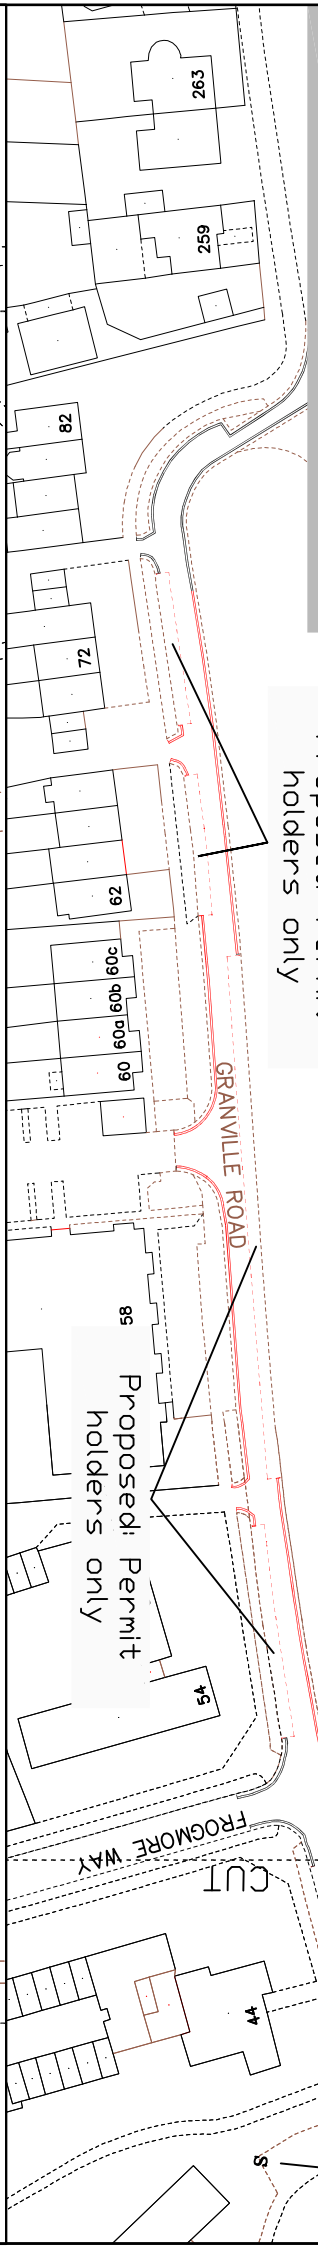 263
259
82
72
holders only
62
60c
60b
60a
60
GRANVILLE ROAD
58
Proposed: Permit
holders only
54
FROGMORE WAY
CUT
44
S